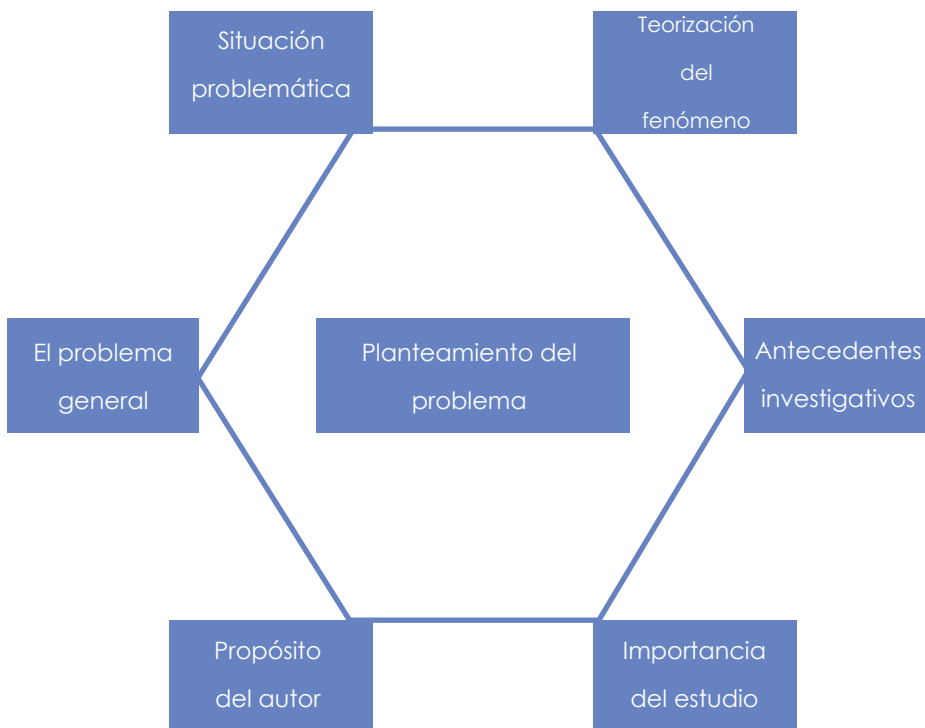 Situación
problemática
Teorización
del
fenómeno
El problema
general
Planteamiento del
problema
Antecedentes
investigativos
Propósito
del autor
Importancia
del estudio